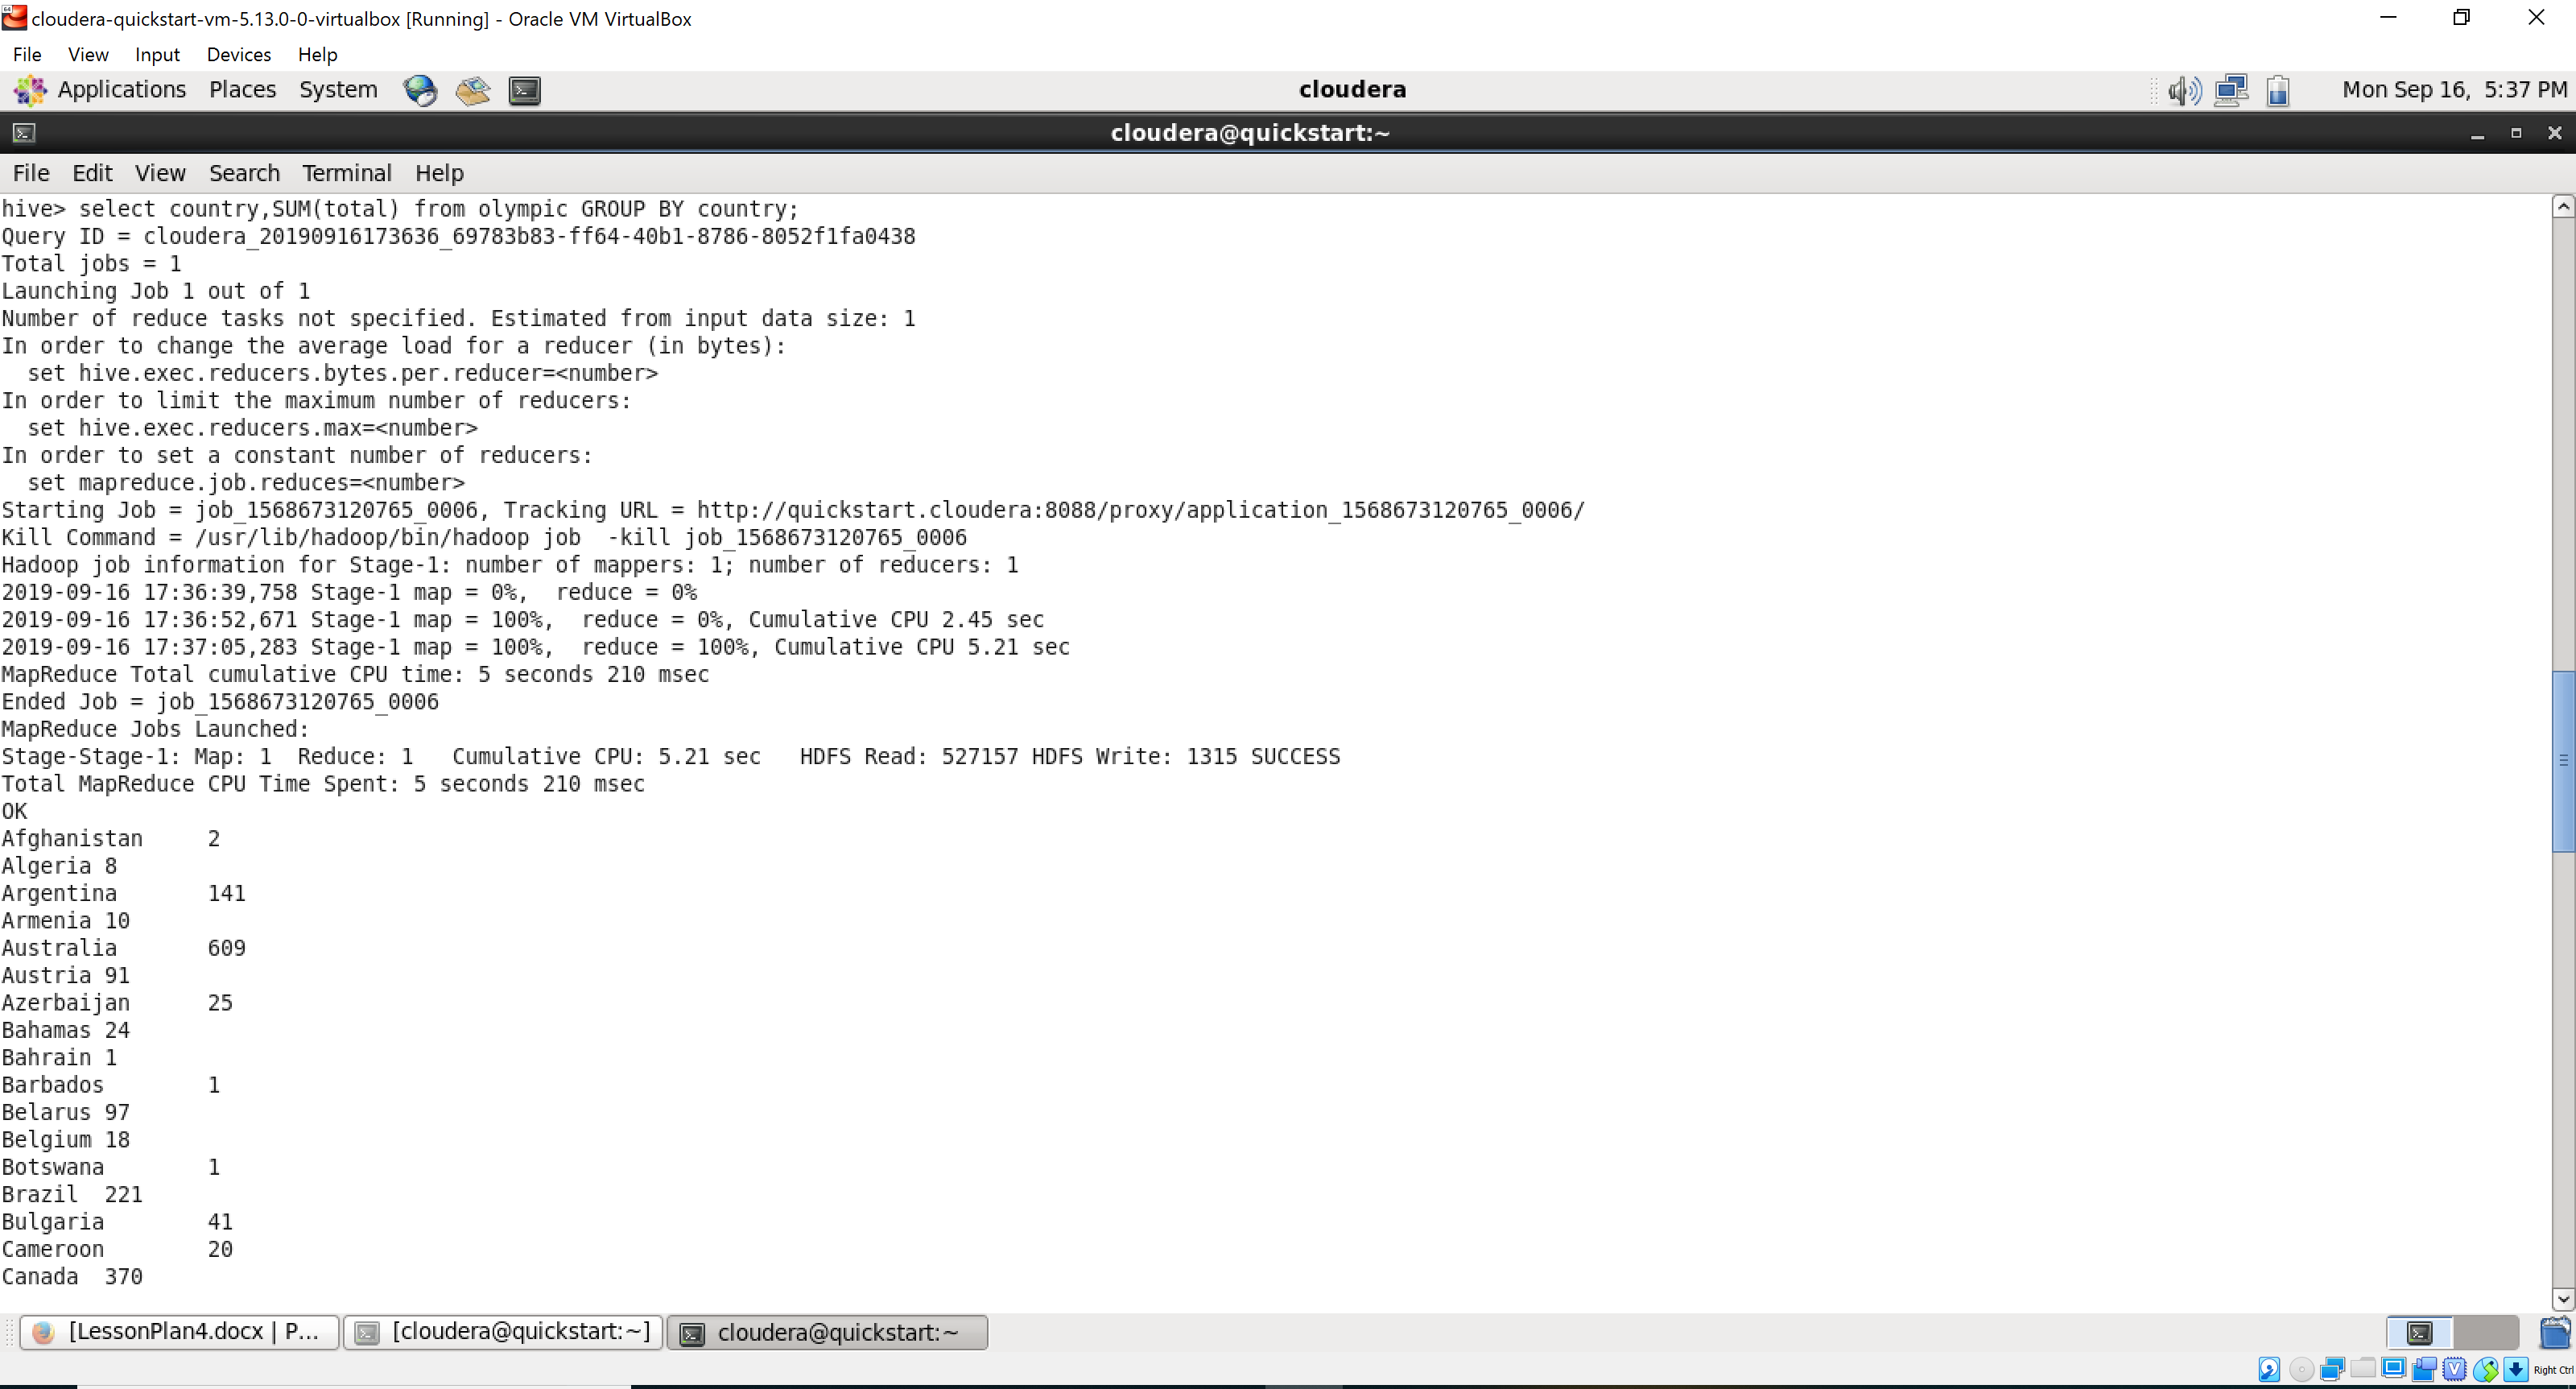 cloudera-quickstart-vm-5.13.0-0-virtualbox [Running] - Oracle VM VirtualBox
File View Input Devices Help
Applications Places System cloudera Mon Sep 16, 5:37 PM
cloudera@quickstart:~
File Edit View Search Terminal Help
hive> select country,SUM(total) from olympic GROUP BY country;
Query ID = cloudera_20190916173636_69783b83-ff64-40b1-8786-8052f1fa0438
Total jobs = 1
Launching Job 1 out of 1
Number of reduce tasks not specified. Estimated from input data size: 1
In order to change the average load for a reducer (in bytes):
  set hive.exec.reducers.bytes.per.reducer=<number>
In order to limit the maximum number of reducers:
  set hive.exec.reducers.max=<number>
In order to set a constant number of reducers:
  set mapreduce.job.reduces=<number>
Starting Job = job_1568673120765_0006, Tracking URL = http://quickstart.cloudera:8088/proxy/application_1568673120765_0006/
Kill Command = /usr/lib/hadoop/bin/hadoop job  -kill job_1568673120765_0006
Hadoop job information for Stage-1: number of mappers: 1; number of reducers: 1
2019-09-16 17:36:39,758 Stage-1 map = 0%,  reduce = 0%
2019-09-16 17:36:52,671 Stage-1 map = 100%,  reduce = 0%, Cumulative CPU 2.45 sec
2019-09-16 17:37:05,283 Stage-1 map = 100%,  reduce = 100%, Cumulative CPU 5.21 sec
MapReduce Total cumulative CPU time: 5 seconds 210 msec
Ended Job = job_1568673120765_0006
MapReduce Jobs Launched:
Stage-Stage-1: Map: 1  Reduce: 1   Cumulative CPU: 5.21 sec   HDFS Read: 527157 HDFS Write: 1315 SUCCESS
Total MapReduce CPU Time Spent: 5 seconds 210 msec
OK
Afghanistan	2
Algeria	8
Argentina	141
Armenia	10
Australia	609
Austria	91
Azerbaijan	25
Bahamas	24
Bahrain	1
Barbados	1
Belarus	97
Belgium	18
Botswana	1
Brazil	221
Bulgaria	41
Cameroon	20
Canada	370
[LessonPlan4.docx | P... [cloudera@quickstart:~] cloudera@quickstart:~
Right Ctrl